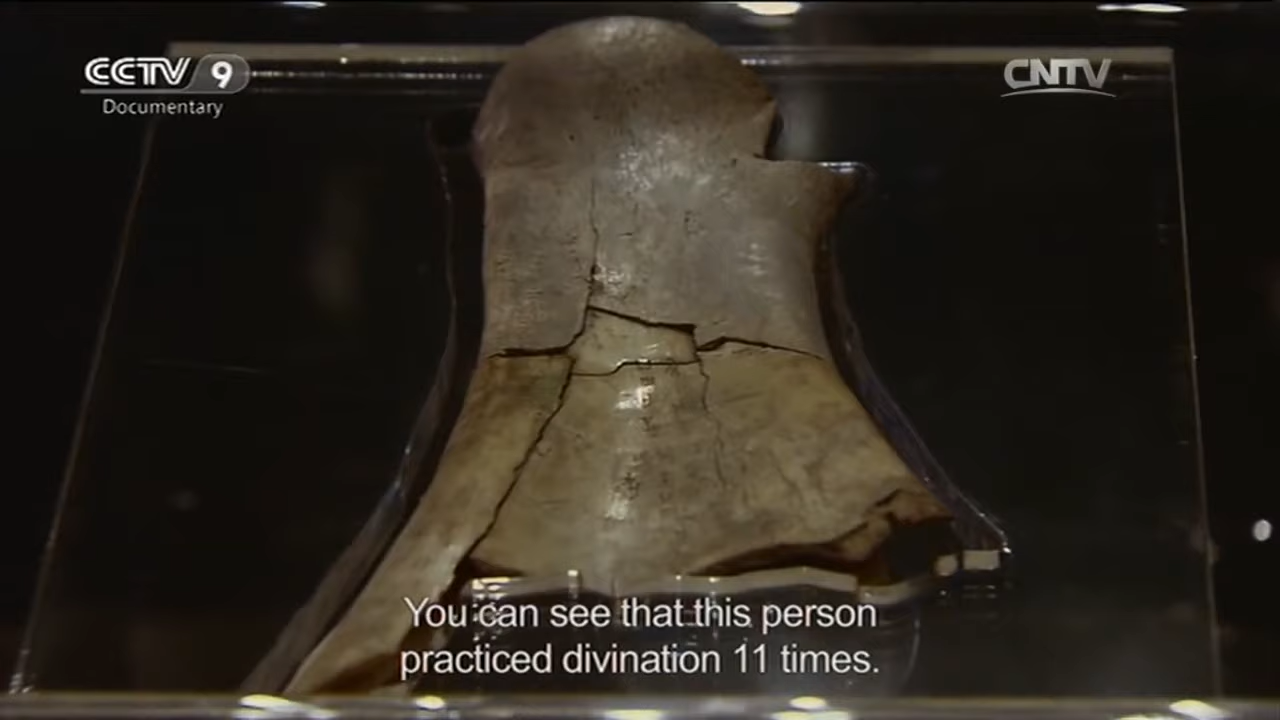 CCTV 9
Documentary
CNTV
You can see that this person
practiced divination 11 times.